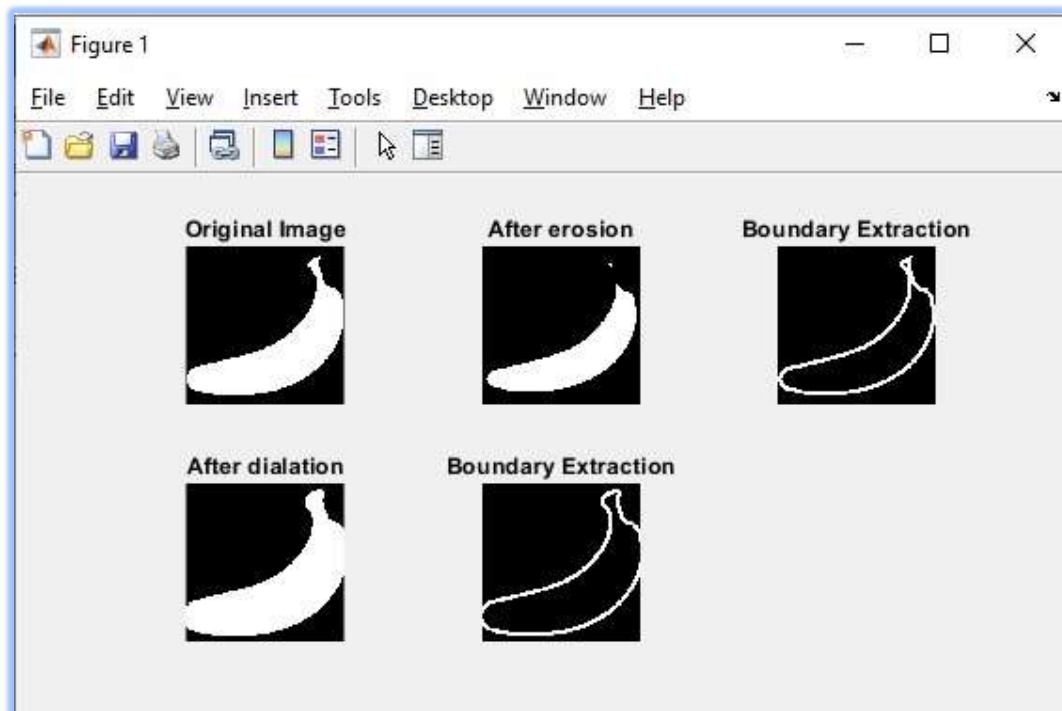 Figure 1
File Edit View Insert Tools Desktop Window Help
Original Image After erosion Boundary Extraction
After dialation Boundary Extraction